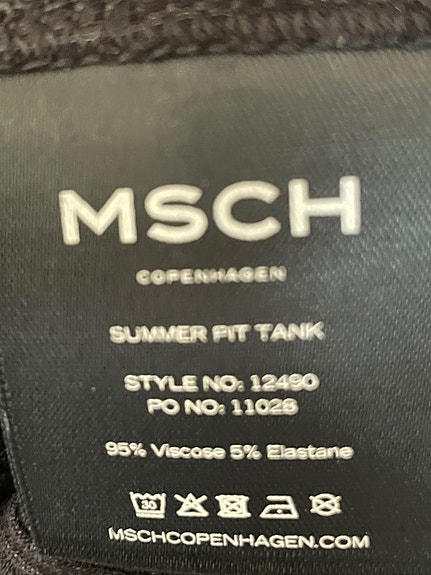 MSCH
COPENHAGEN
SUMMER FIT TANK
STYLE NO: 12490
PO NO: 11028
95% Viscose 5% Elastane
30
MSCHCOPENHAGEN.COM